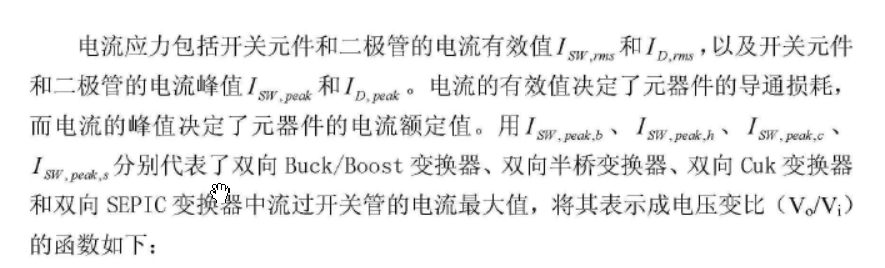 电流应力包括开关元件和二极管的电流有效值 I_{SW,rms} 和 I_{D,rms}，以及开关元件
和二极管的电流峰值 I_{SW,peak} 和 I_{D,peak}。电流的有效值决定了元器件的导通损耗，
而电流的峰值决定了元器件的电流额定值。用 I_{SW,peak,b}、I_{SW,peak,h}、I_{SW,peak,c}、
I_{SW,peak,s} 分别代表了双向 Buck/Boost 变换器、双向半桥变换器、双向 Cuk 变换器
和双向 SEPIC 变换器中流过开关管的电流最大值，将其表示成电压变比（V_o/V_i）
的函数如下：